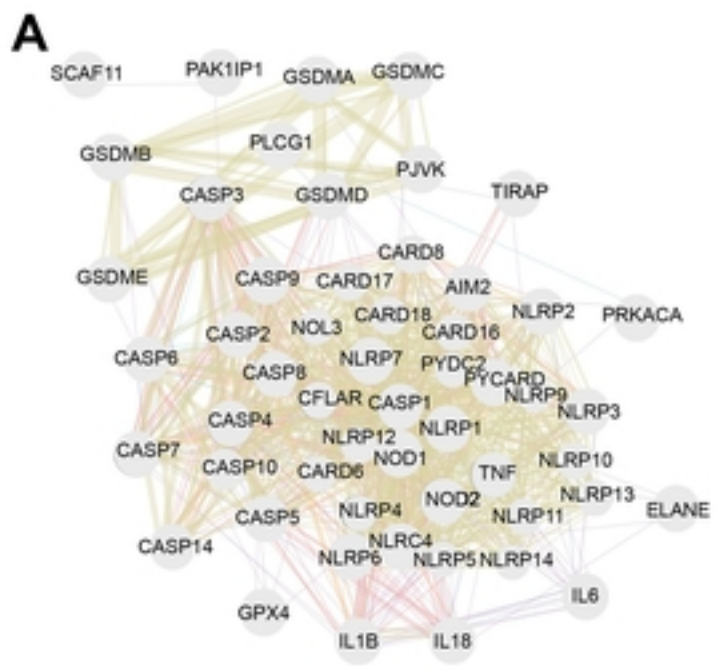 A
SCAF11
PAK1IP1
GSDMA
GSDMC
GSDMB
PLCG1
PJVK
CASP3
GSDMD
TIRAP
GSDME
CASP9
CARD17
CARD8
AIM2
CARD18
NLRP2
PRKACA
CASP2
NOL3
CARD16
CASP6
CASP8
NLRP7
PYDC2
PYCARD
CFLAR
CASP1
NLRP9
NLRP3
CASP4
NLRP12
NLRP1
CASP7
CASP10
CARD6
NOD1
TNF
NLRP10
NLRP13
CASP5
NLRP4
NOD2
NLRP11
ELANE
CASP14
NLRP6
NLRC4
NLRP5
NLRP14
GPX4
IL6
IL1B
IL18